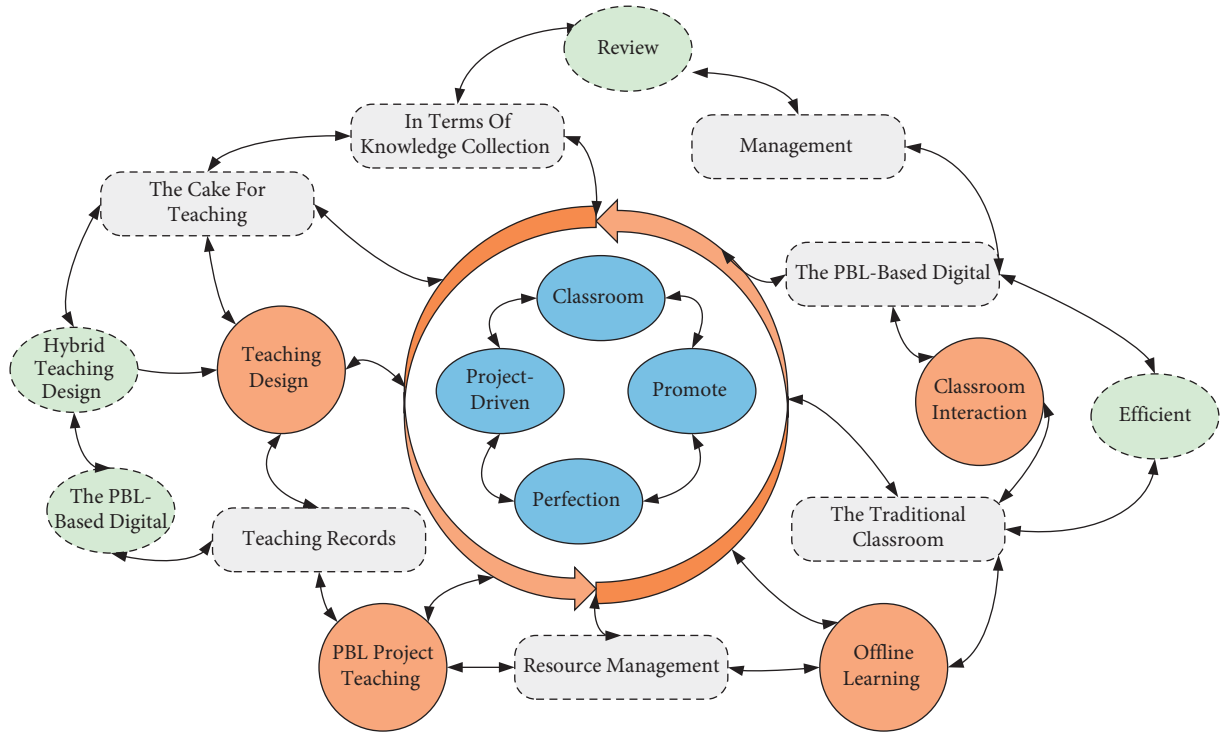 Review
In Terms Of
Knowledge Collection
Management
The Cake For
Teaching
The PBL-Based Digital
Classroom
Hybrid
Teaching
Design
Teaching
Design
Project-
Driven
Promote
Classroom
Interaction
Efficient
The PBL-
Based Digital
Perfection
Teaching Records
The Traditional
Classroom
PBL Project
Teaching
Resource Management
Offline
Learning